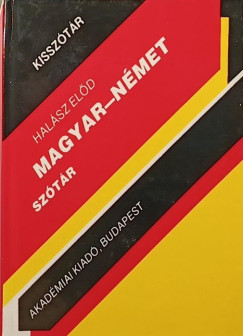 KISSZÓTÁR
HALÁSZ ELŐD
MAGYAR–NÉMET
SZÓTÁR
AKADÉMIAI KIADÓ, BUDAPEST